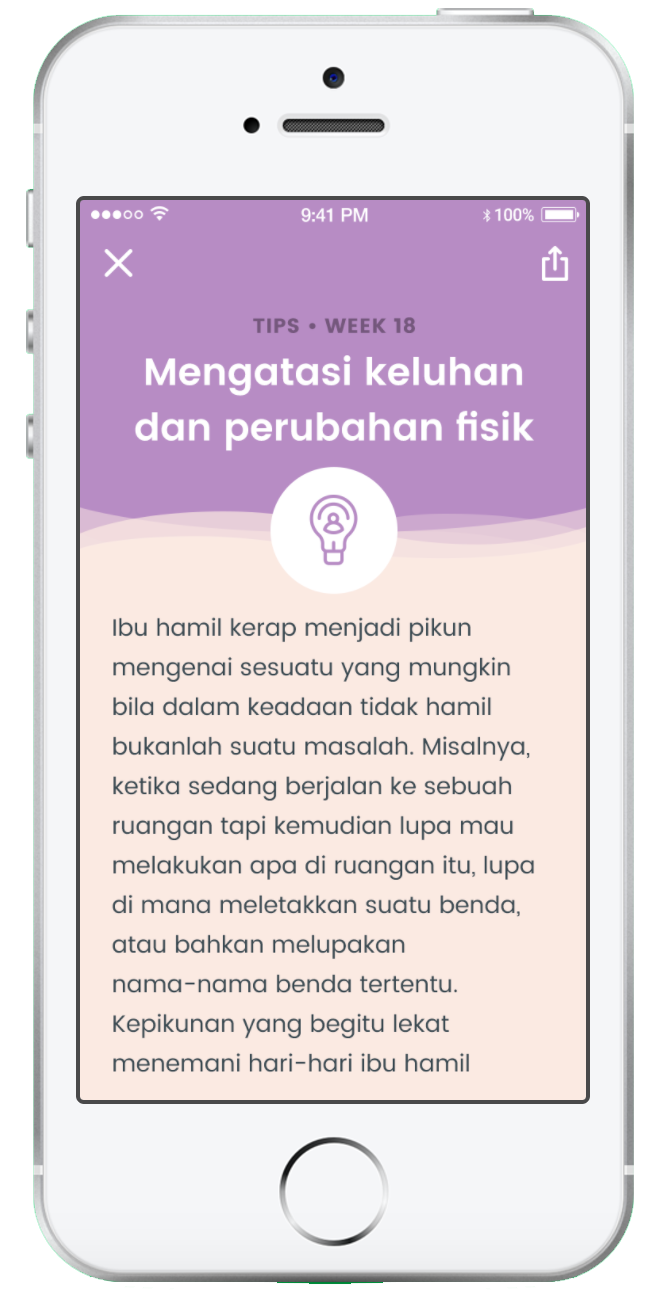 9:41 PM
100%
TIPS • WEEK 18
Mengatasi keluhan
dan perubahan fisik
Ibu hamil kerap menjadi pikun
mengenai sesuatu yang mungkin
bila dalam keadaan tidak hamil
bukanlah suatu masalah. Misalnya,
ketika sedang berjalan ke sebuah
ruangan tapi kemudian lupa mau
melakukan apa di ruangan itu, lupa
di mana meletakkan suatu benda,
atau bahkan melupakan
nama-nama benda tertentu.
Kepikunan yang begitu lekat
menemani hari-hari ibu hamil